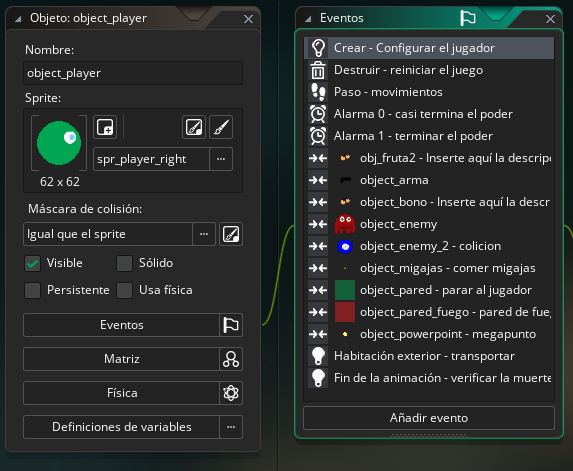 Objeto: object_player
Nombre:
object_player
Sprite:
spr_player_right
...
62 x 62
Máscara de colisión:
Igual que el sprite
...
Visible
Sólido
Persistente
Usa física
Eventos
Matriz
Física
Definiciones de variables
...
Eventos
Crear - Configurar el jugador
Destruir - reiniciar el juego
Paso - movimientos
Alarma 0 - casi termina el poder
Alarma 1 - terminar el poder
obj_fruta2 - Inserte aquí la descripc
object_arma
object_bono - Inserte aquí la descr
object_enemy
object_enemy_2 - colicion
object_migajas - comer migajas
object_pared - parar al jugador
object_pared_fuego - pared de fueg
object_powerpoint - megapunto
Habitación exterior - transportar
Fin de la animación - verificar la muerte
Añadir evento